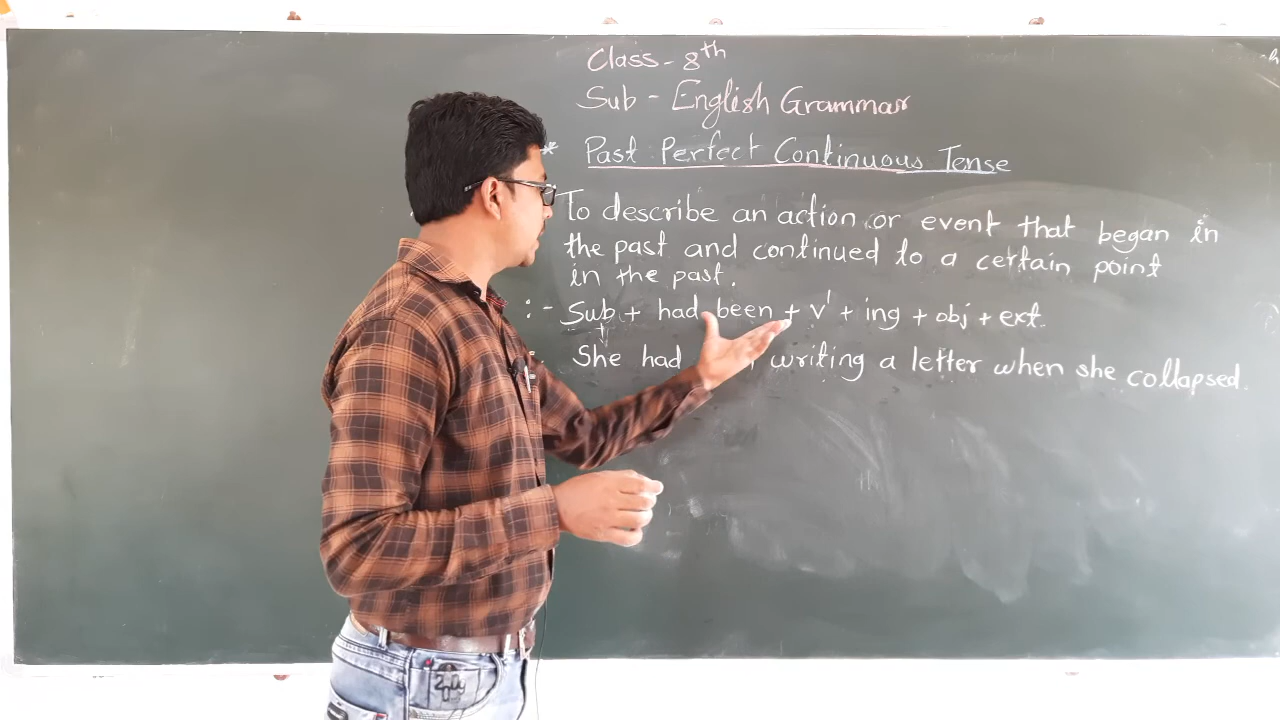 Class - 8th
Sub - English Grammar
* Past Perfect Continuous Tense
To describe an action or event that began in
the past and continued to a certain point
in the past.
:- Sub + had been + v' + ing + obj + ext.
She had writing a letter when she collapsed.